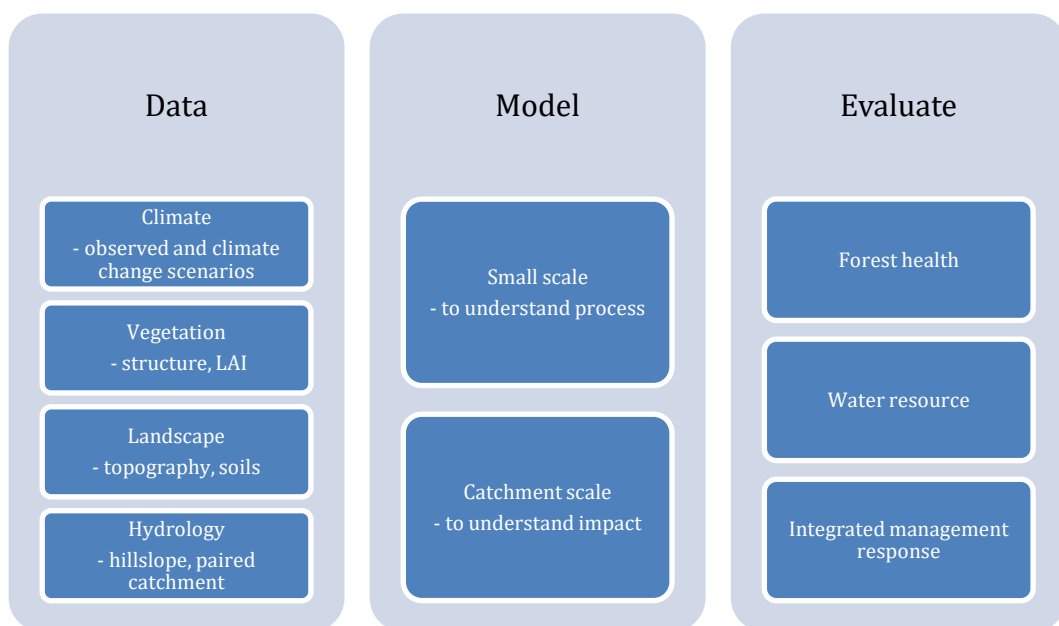 Data
Climate
- observed and climate
change scenarios
Vegetation
- structure, LAI
Landscape
- topography, soils
Hydrology
- hillslope, paired
catchment
Model
Small scale
- to understand process
Catchment scale
- to understand impact
Evaluate
Forest health
Water resource
Integrated management
response